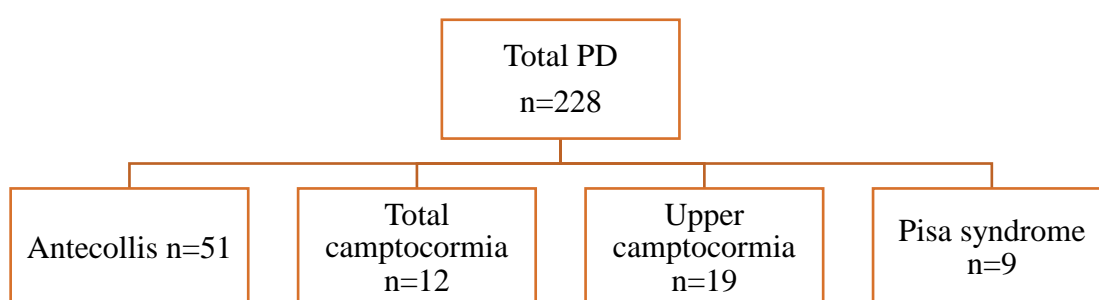 Total PD
n=228
Antecollis n=51
Total
camptocormia
n=12
Upper
camptocormia
n=19
Pisa syndrome
n=9